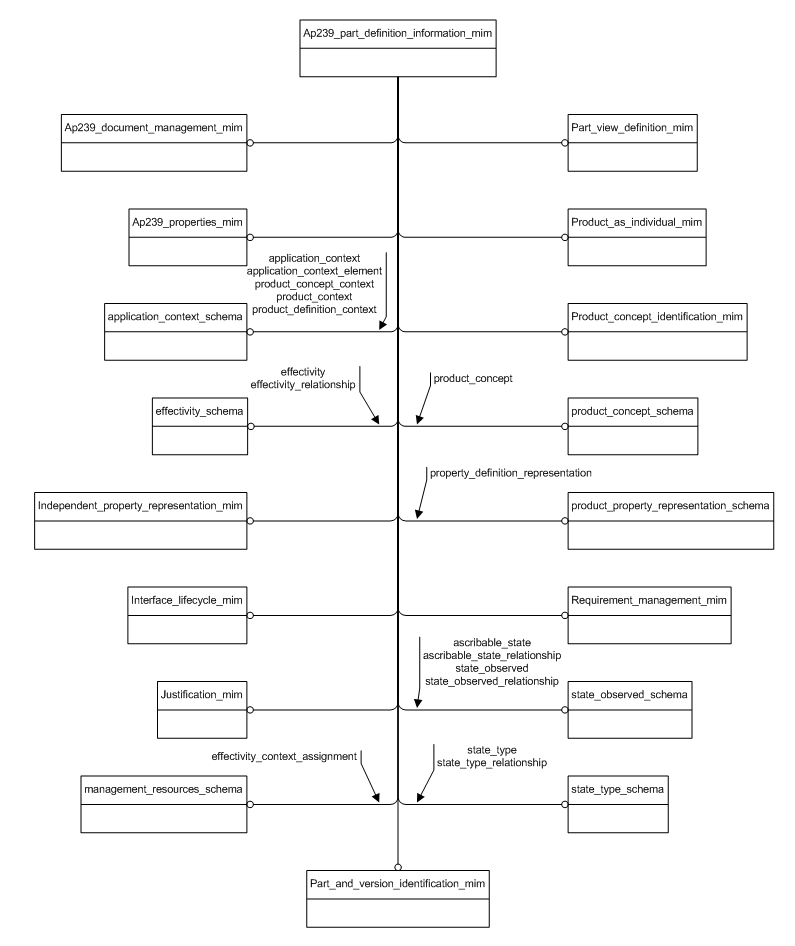 Ap239_part_definition_information_mim
Ap239_document_management_mim
Part_view_definition_mim
Ap239_properties_mim
Product_as_individual_mim
application_context
application_context_element
product_concept_context
product_context
product_definition_context
application_context_schema
Product_concept_identification_mim
effectivity
effectivity_relationship
product_concept
effectivity_schema
product_concept_schema
property_definition_representation
Independent_property_representation_mim
product_property_representation_schema
Interface_lifecycle_mim
Requirement_management_mim
ascribable_state
ascribable_state_relationship
state_observed
state_observed_relationship
Justification_mim
state_observed_schema
effectivity_context_assignment
state_type
state_type_relationship
management_resources_schema
state_type_schema
Part_and_version_identification_mim